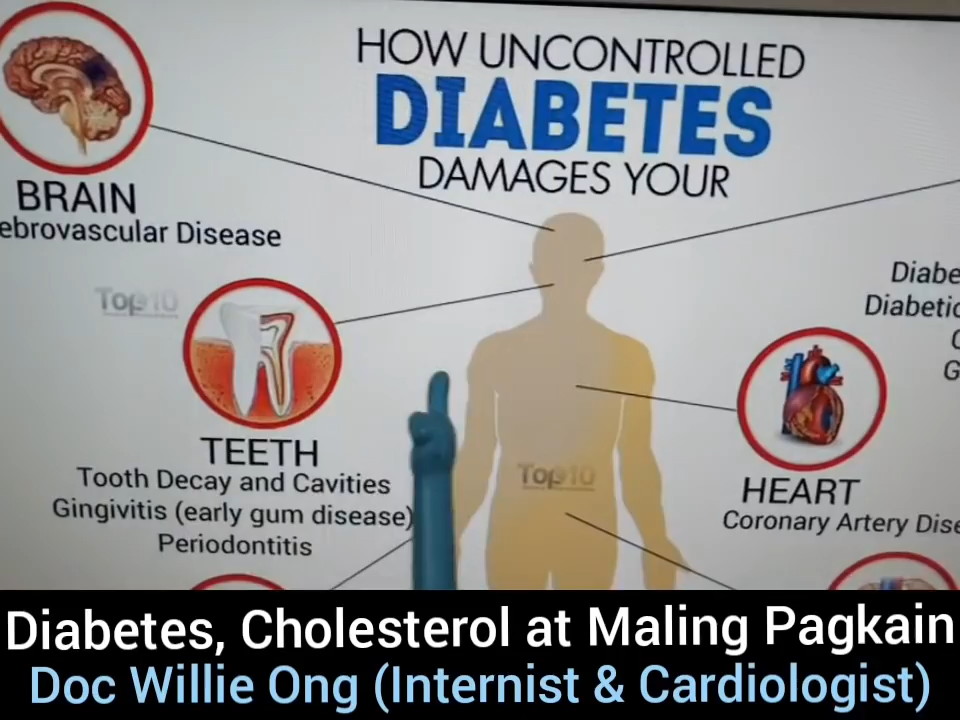 HOW UNCONTROLLED
DIABETES
DAMAGES YOUR
BRAIN
ebrovascular Disease
Top10
TEETH
Tooth Decay and Cavities
Gingivitis (early gum disease)
Periodontitis
Diabe
Diabetic
Top10
HEART
Coronary Artery Dise
Diabetes, Cholesterol at Maling Pagkain
Doc Willie Ong (Internist & Cardiologist)